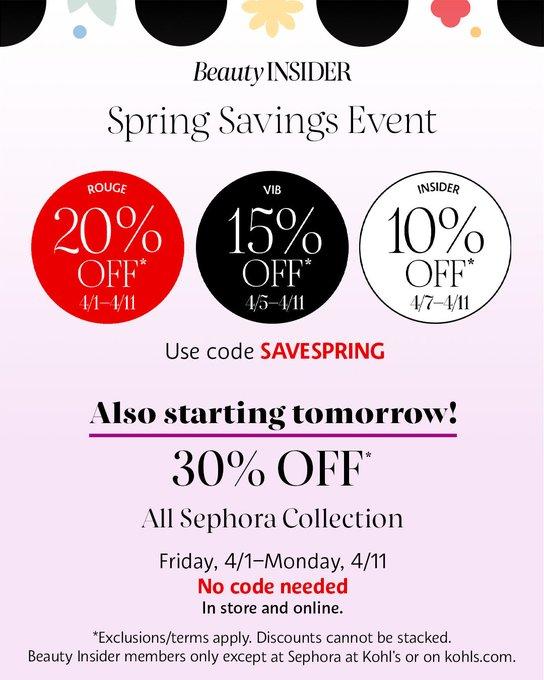 Beauty INSIDER
Spring Savings Event
ROUGE
20%
OFF*
4/1–4/11
VIB
15%
OFF*
4/5–4/11
INSIDER
10%
OFF*
4/7–4/11
Use code SAVESPRING
Also starting tomorrow!
30% OFF*
All Sephora Collection
Friday, 4/1–Monday, 4/11
No code needed
In store and online.
*Exclusions/terms apply. Discounts cannot be stacked.
Beauty Insider members only except at Sephora at Kohl's or on kohls.com.